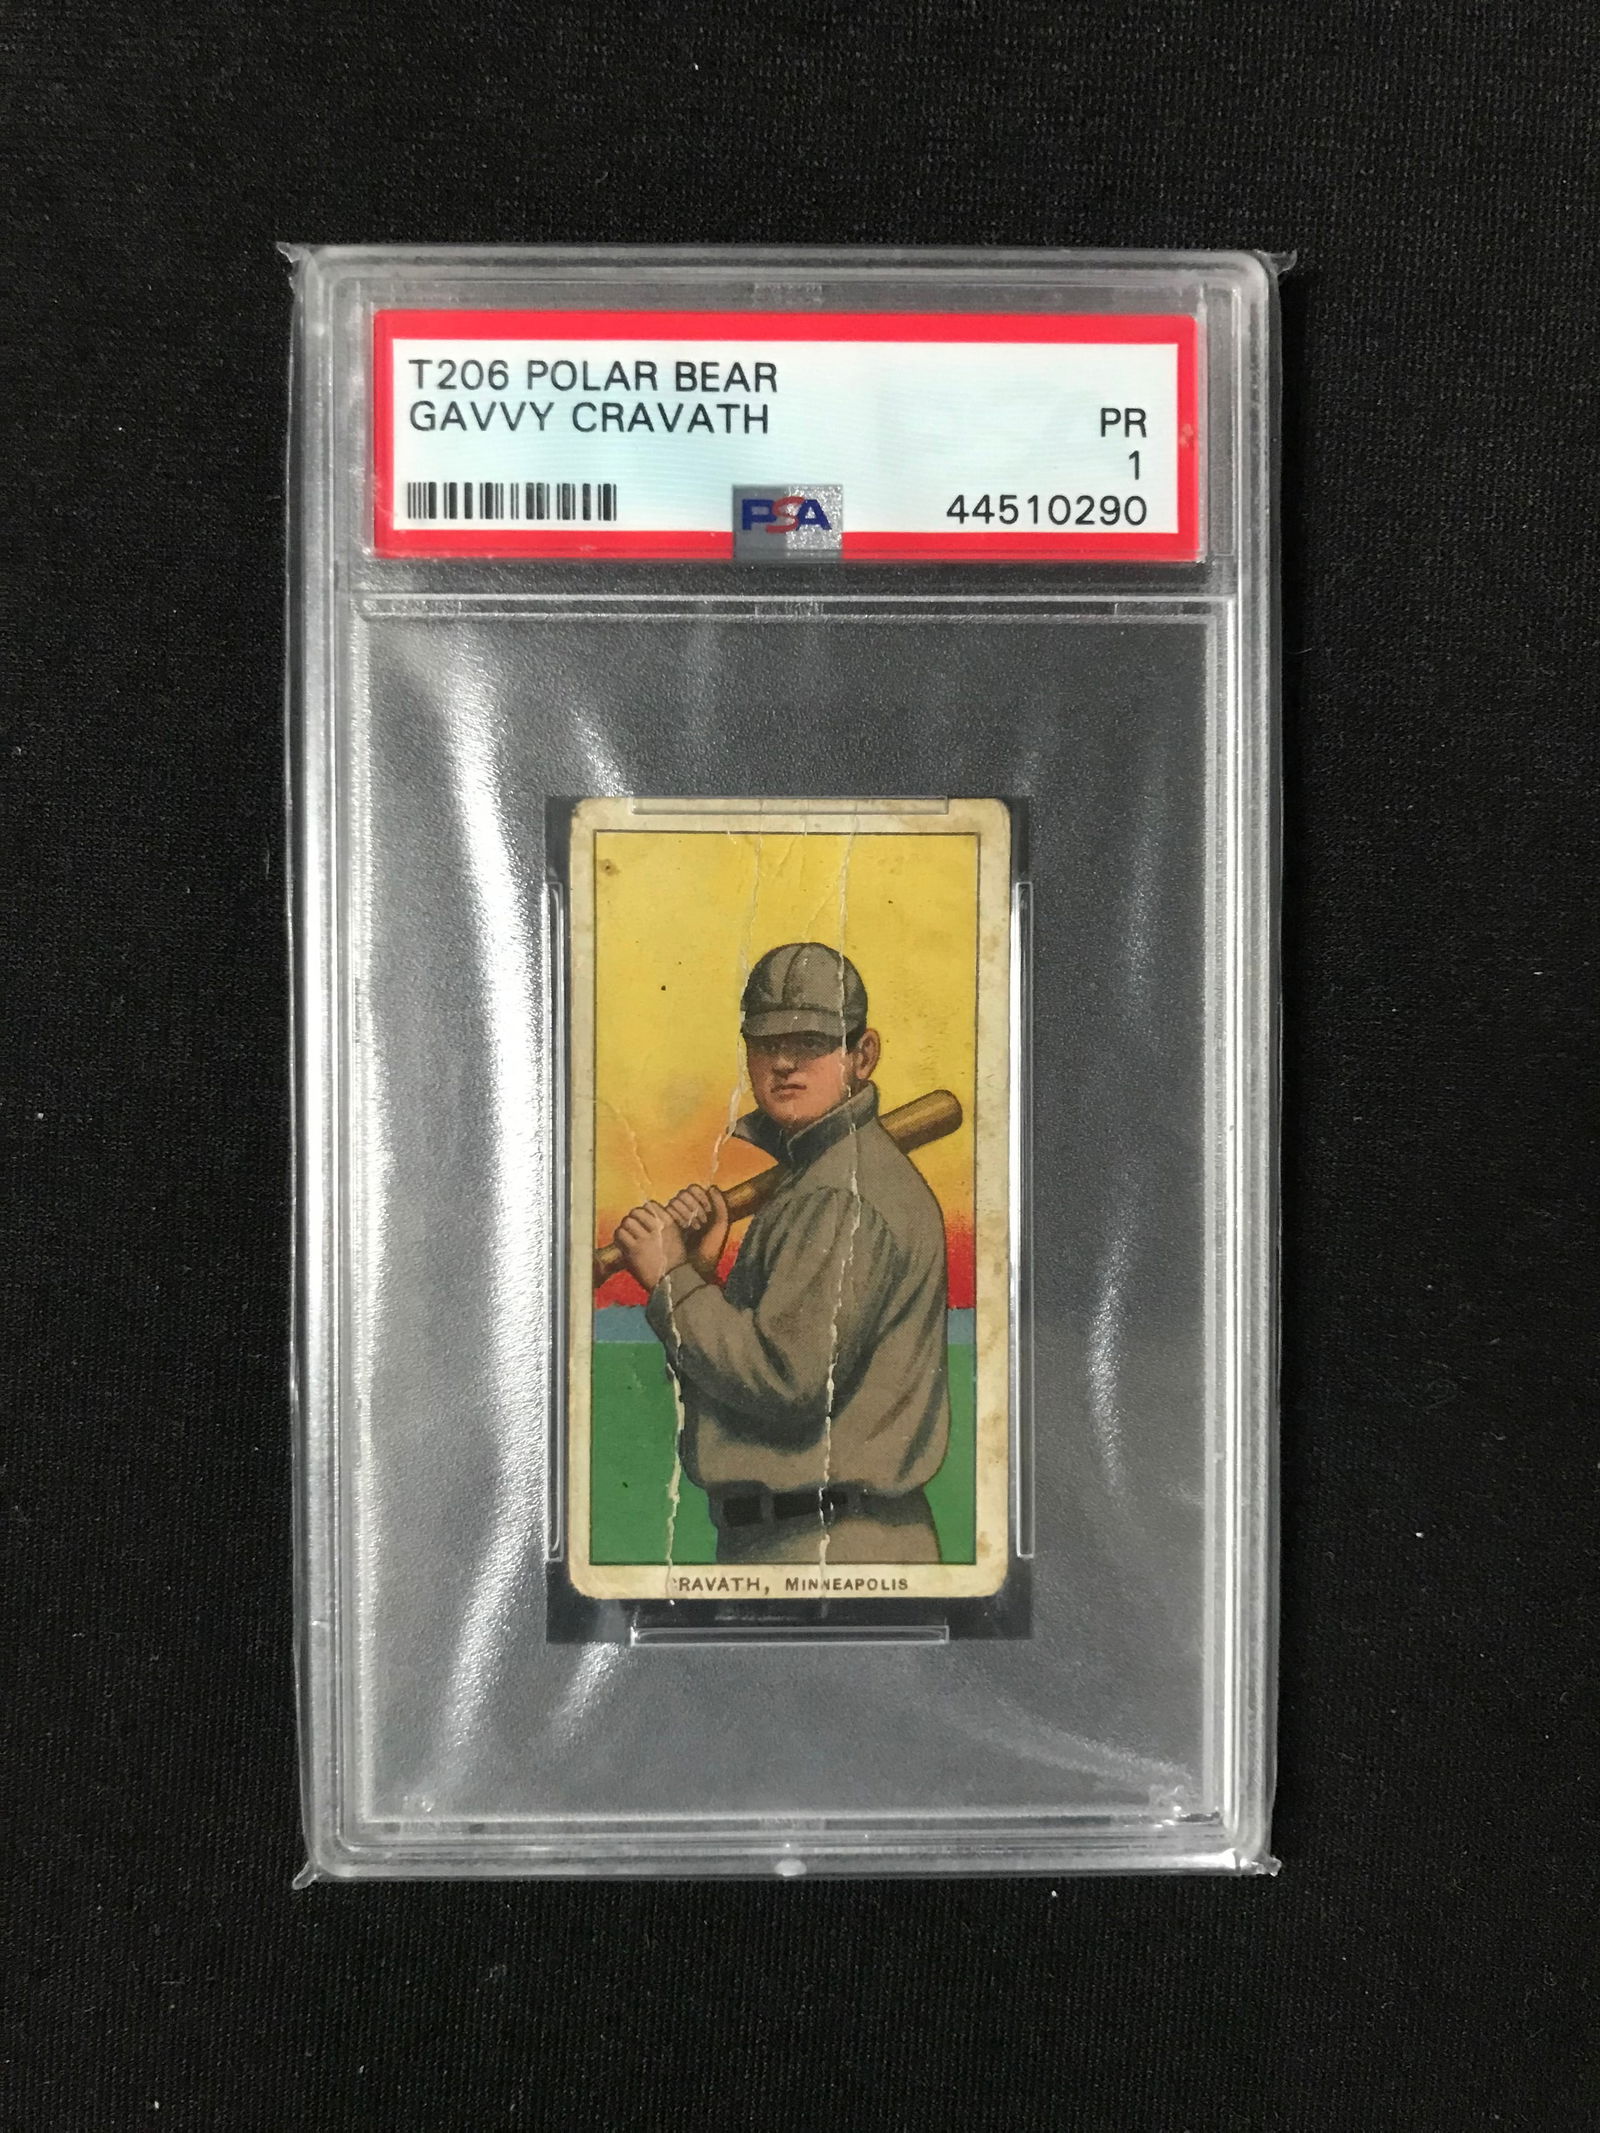 T206 POLAR BEAR
GAVVY CRAVATH
PR
1
PSA
44510290
CRAVATH, MINNEAPOLIS